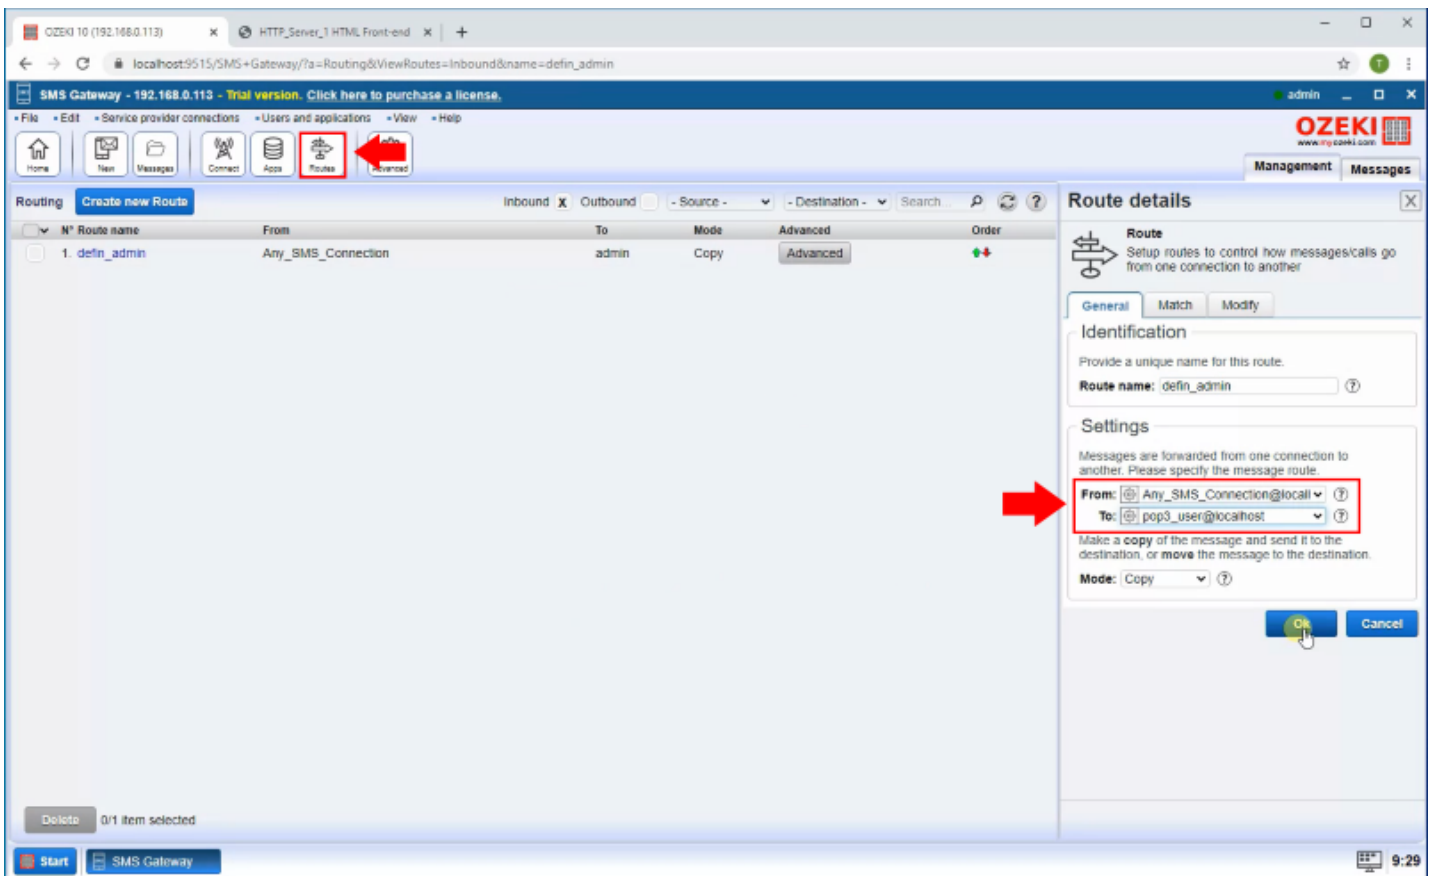 OZEKI 10 (192.168.0.113)
HTTP_Server_1 HTML Front-end
localhost:9515/SMS+Gateway/?a=Routing&ViewRoutes=Inbound&name=defin_admin
T
SMS Gateway - 192.168.0.113 - Trial version. Click here to purchase a license.
admin
File Edit Service provider connections Users and applications View Help
OZEKI
www.myozeki.com
Home New Messages Connect Apps Routes Advanced
Management Messages
Routing Create new Route
Inbound x Outbound - Source - - Destination - Search...
N° Route name From To Mode Advanced Order
1. defin_admin Any_SMS_Connection admin Copy Advanced
Route details
Route
Setup routes to control how messages/calls go
from one connection to another
General Match Modify
Identification
Provide a unique name for this route.
Route name: defin_admin
Settings
Messages are forwarded from one connection to
another. Please specify the message route.
From: Any_SMS_Connection@locall
To: pop3_user@localhost
Make a copy of the message and send it to the
destination, or move the message to the destination.
Mode: Copy
Ok Cancel
Delete 0/1 item selected
Start SMS Gateway
9:29